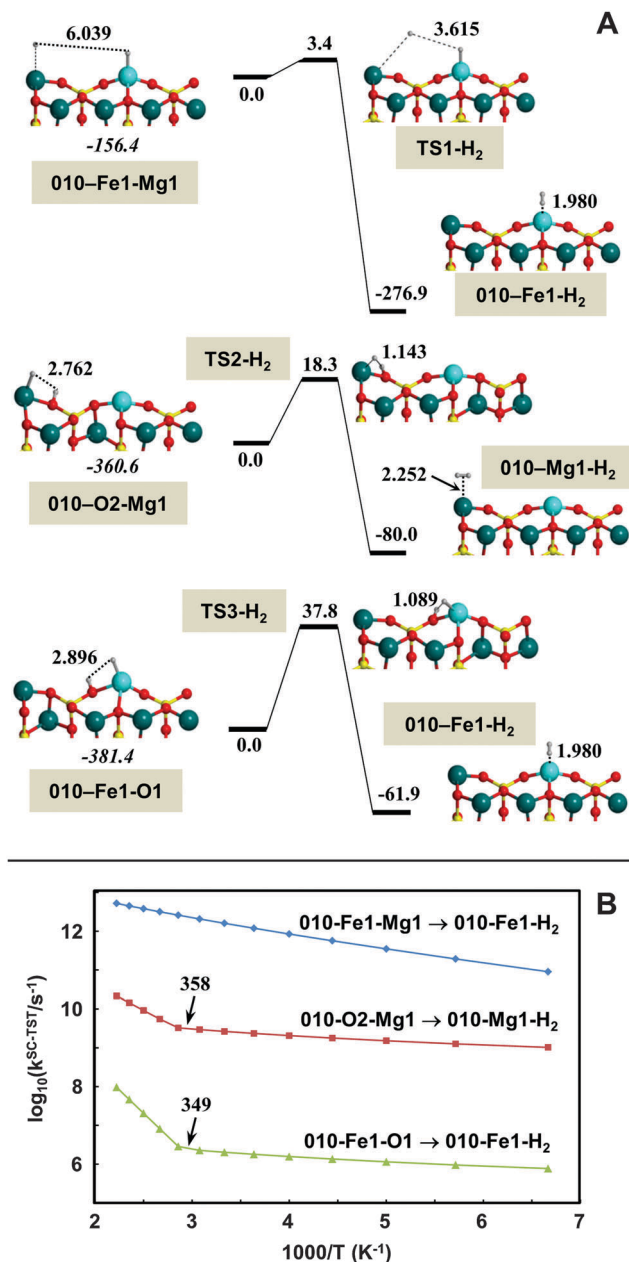 A
6.039
3.4
3.615
0.0
-156.4
TS1-H₂
010–Fe1-Mg1
1.980
-276.9
010–Fe1-H₂
TS2-H₂
18.3
1.143
2.762
-360.6
0.0
010–Mg1-H₂
2.252
010–O2-Mg1
-80.0
TS3-H₂
37.8
1.089
2.896
010–Fe1-H₂
0.0
-381.4
1.980
010–Fe1-O1
-61.9
B
12
010-Fe1-Mg1 → 010-Fe1-H₂
358
10
010-O2-Mg1 → 010-Mg1-H₂
log₁₀(k^SC-TST/s⁻¹)
8
349
010-Fe1-O1 → 010-Fe1-H₂
6
2 3 4 5 6 7
1000/T (K⁻¹)